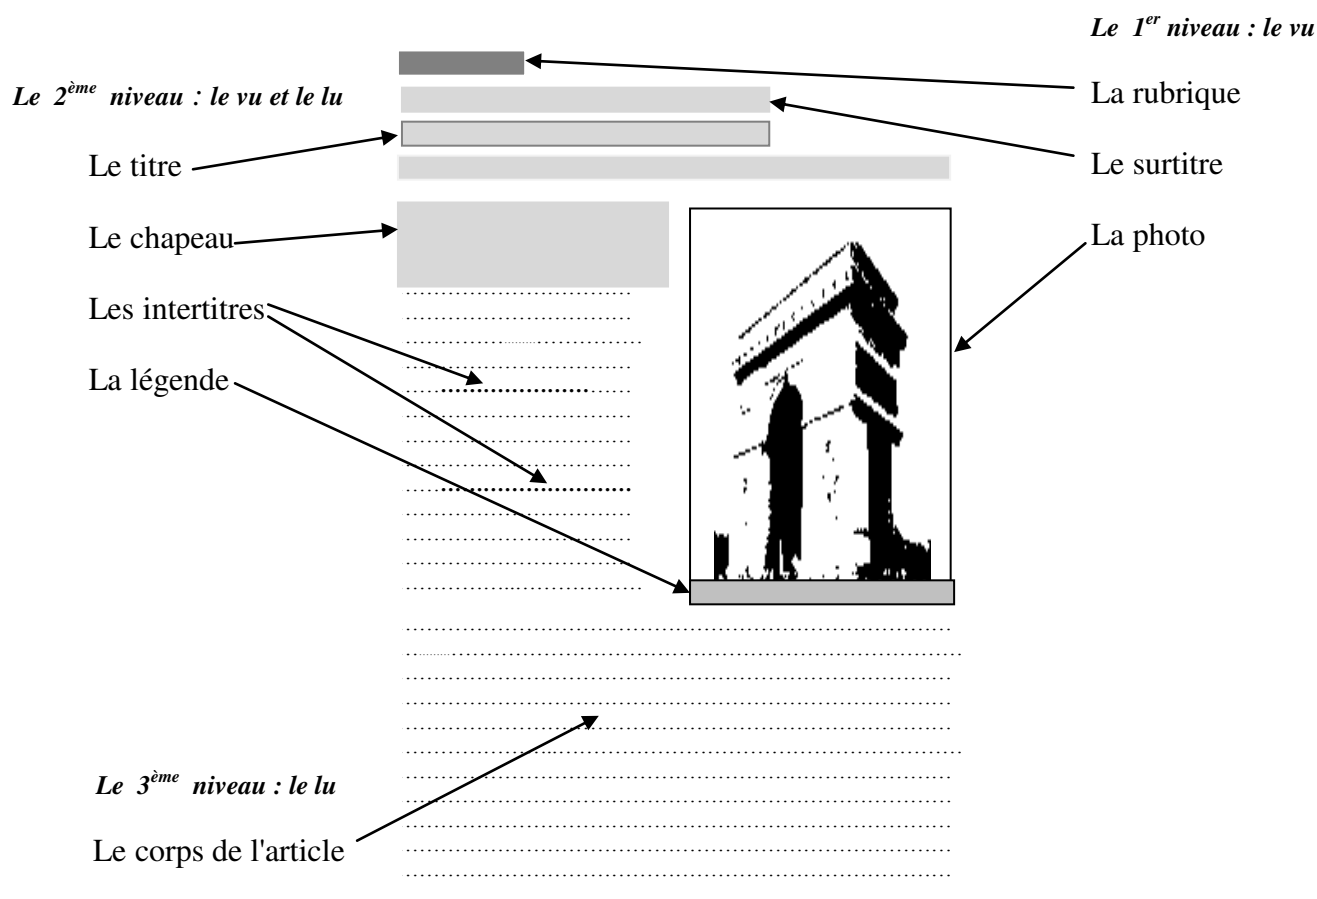 Le 1er niveau : le vu
La rubrique
Le surtitre
La photo
Le 2ème niveau : le vu et le lu
Le titre
Le chapeau
Les intertitres
La légende
Le 3ème niveau : le lu
Le corps de l'article